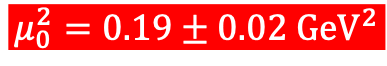 μ₀² = 0.19 ± 0.02 GeV²